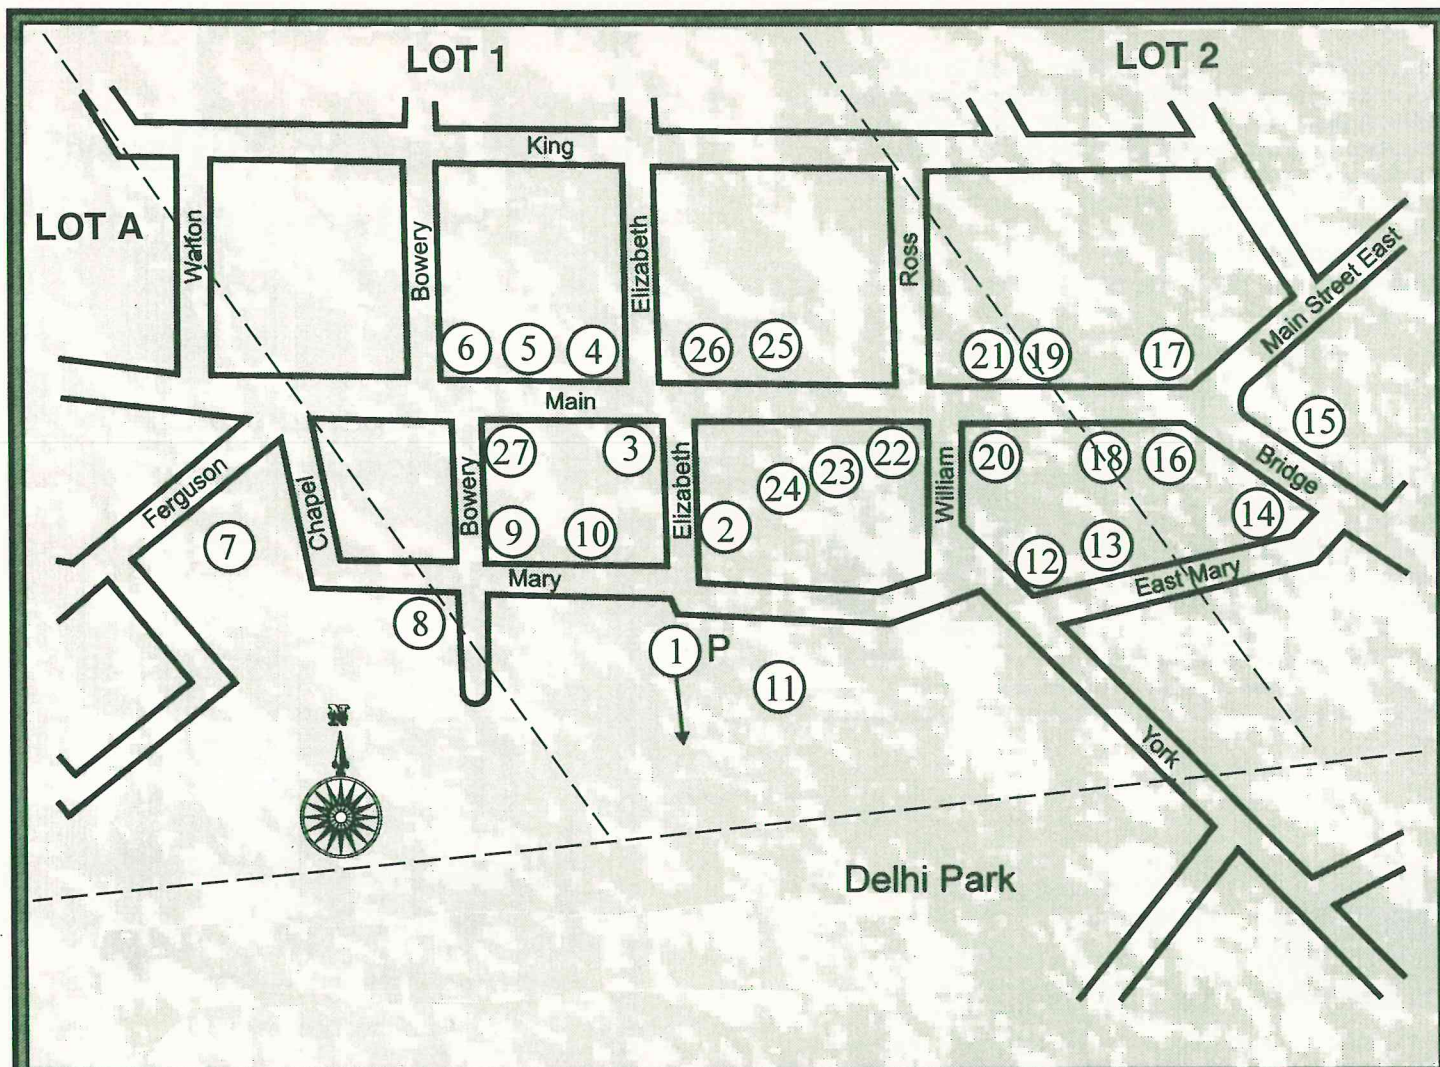 LOT 1
LOT 2
King
LOT A
Walton
Bowery
Elizabeth
Ross
Main Street East
6
5
4
26
25
21
19
17
Main
15
27
3
22
20
18
16
Bridge
Ferguson
Chapel
Bowery
Elizabeth
24
23
William
7
9
10
2
14
12
13
Mary
East Mary
8
1
P
11
N
York
Delhi Park